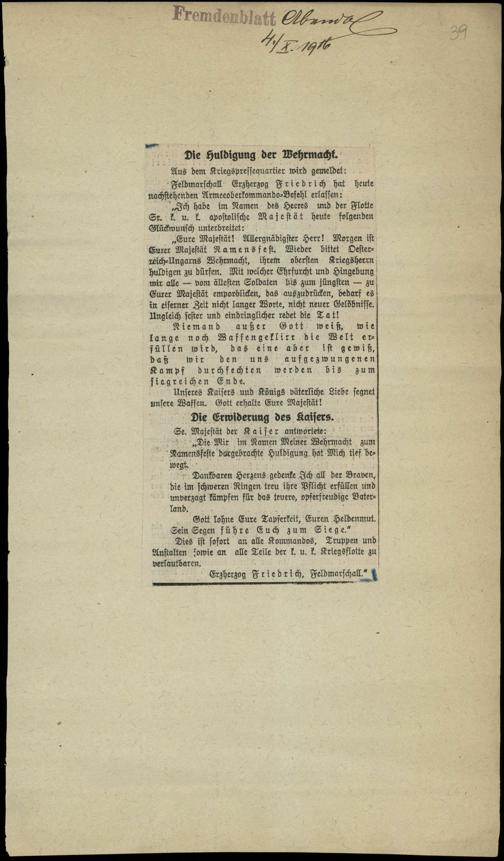 Fremdenblatt Abendbl
39
4./X. 1916
Die Huldigung der Wehrmacht.
Aus dem Kriegspressequartier wird gemeldet:
Feldmarschall Erzherzog Friedrich hat heute
nachstehenden Armeeoberkommando-Befehl erlassen:
„Ich habe im Namen des Heeres und der Flotte
Sr. k. u. k. apostolische Majestät heute folgenden
Glückwunsch unterbreitet:
„Eure Majestät! Allergnädigster Herr! Morgen ist
Eurer Majestät Namensfest. Wieder bittet Oester-
reich-Ungarns Wehrmacht, ihrem obersten Kriegsherrn
huldigen zu dürfen. Mit welcher Ehrfurcht und Hingebung
wir alle — vom ältesten Soldaten bis zum jüngsten — zu
Eurer Majestät emporblicken, das auszudrücken, bedarf es
in eiserner Zeit nicht langer Worte, nicht neuer Gelöbnisse.
Ungleich fester und eindringlicher redet die Tat!
Niemand außer Gott weiß, wie
lange noch Waffengeklirr die Welt er-
füllen wird, das eine aber ist gewiß,
daß wir den uns aufgezwungenen
Kampf durchfechten werden bis zum
siegreichen Ende.
Unseres Kaisers und Königs väterliche Liebe segnet
unsere Waffen. Gott erhalte Eure Majestät!
Die Erwiderung des Kaisers.
Se. Majestät der Kaiser antwortete:
„Die Mir im Namen Meiner Wehrmacht zum
Namensfeste dargebrachte Huldigung hat Mich tief be-
wegt.
Dankbaren Herzens gedenke Ich all der Braven,
die im schweren Ringen treu ihre Pflicht erfüllen und
unverzagt kämpfen für das teuere, opferfreudige Vater-
land.
Gott lohne Eure Tapferkeit, Euren Heldenmut.
Sein Segen führe Euch zum Siege.“
Dies ist sofort an alle Kommandos, Truppen und
Anstalten sowie an alle Teile der k. u. k. Kriegsflotte zu
verlautbaren.
Erzherzog Friedrich, Feldmarschall.“